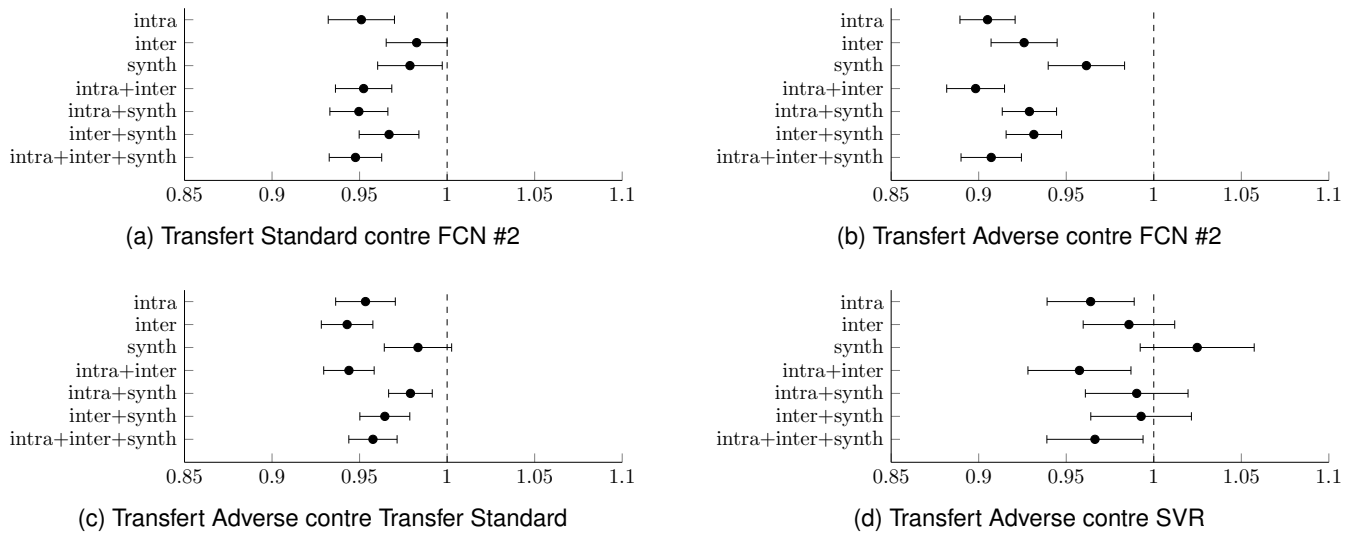 intra
inter
synth
intra+inter
intra+synth
inter+synth
intra+inter+synth
0.85 0.9 0.95 1 1.05 1.1
(a) Transfert Standard contre FCN #2
intra
inter
synth
intra+inter
intra+synth
inter+synth
intra+inter+synth
0.85 0.9 0.95 1 1.05 1.1
(b) Transfert Adverse contre FCN #2
intra
inter
synth
intra+inter
intra+synth
inter+synth
intra+inter+synth
0.85 0.9 0.95 1 1.05 1.1
(c) Transfert Adverse contre Transfer Standard
intra
inter
synth
intra+inter
intra+synth
inter+synth
intra+inter+synth
0.85 0.9 0.95 1 1.05 1.1
(d) Transfert Adverse contre SVR